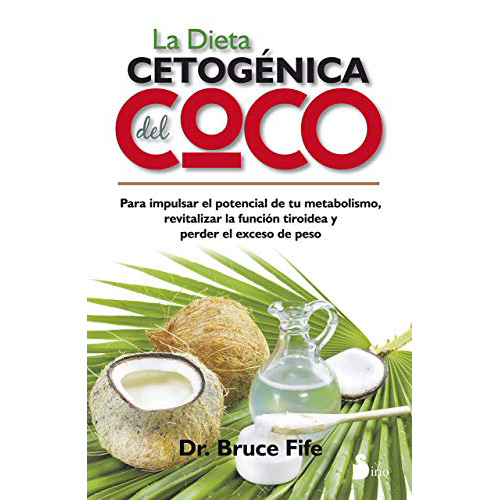 La Dieta
CETOGÉNICA
del COCO
Para impulsar el potencial de tu metabolismo,
revitalizar la función tiroidea y
perder el exceso de peso
Dr. Bruce Fife
Sirio